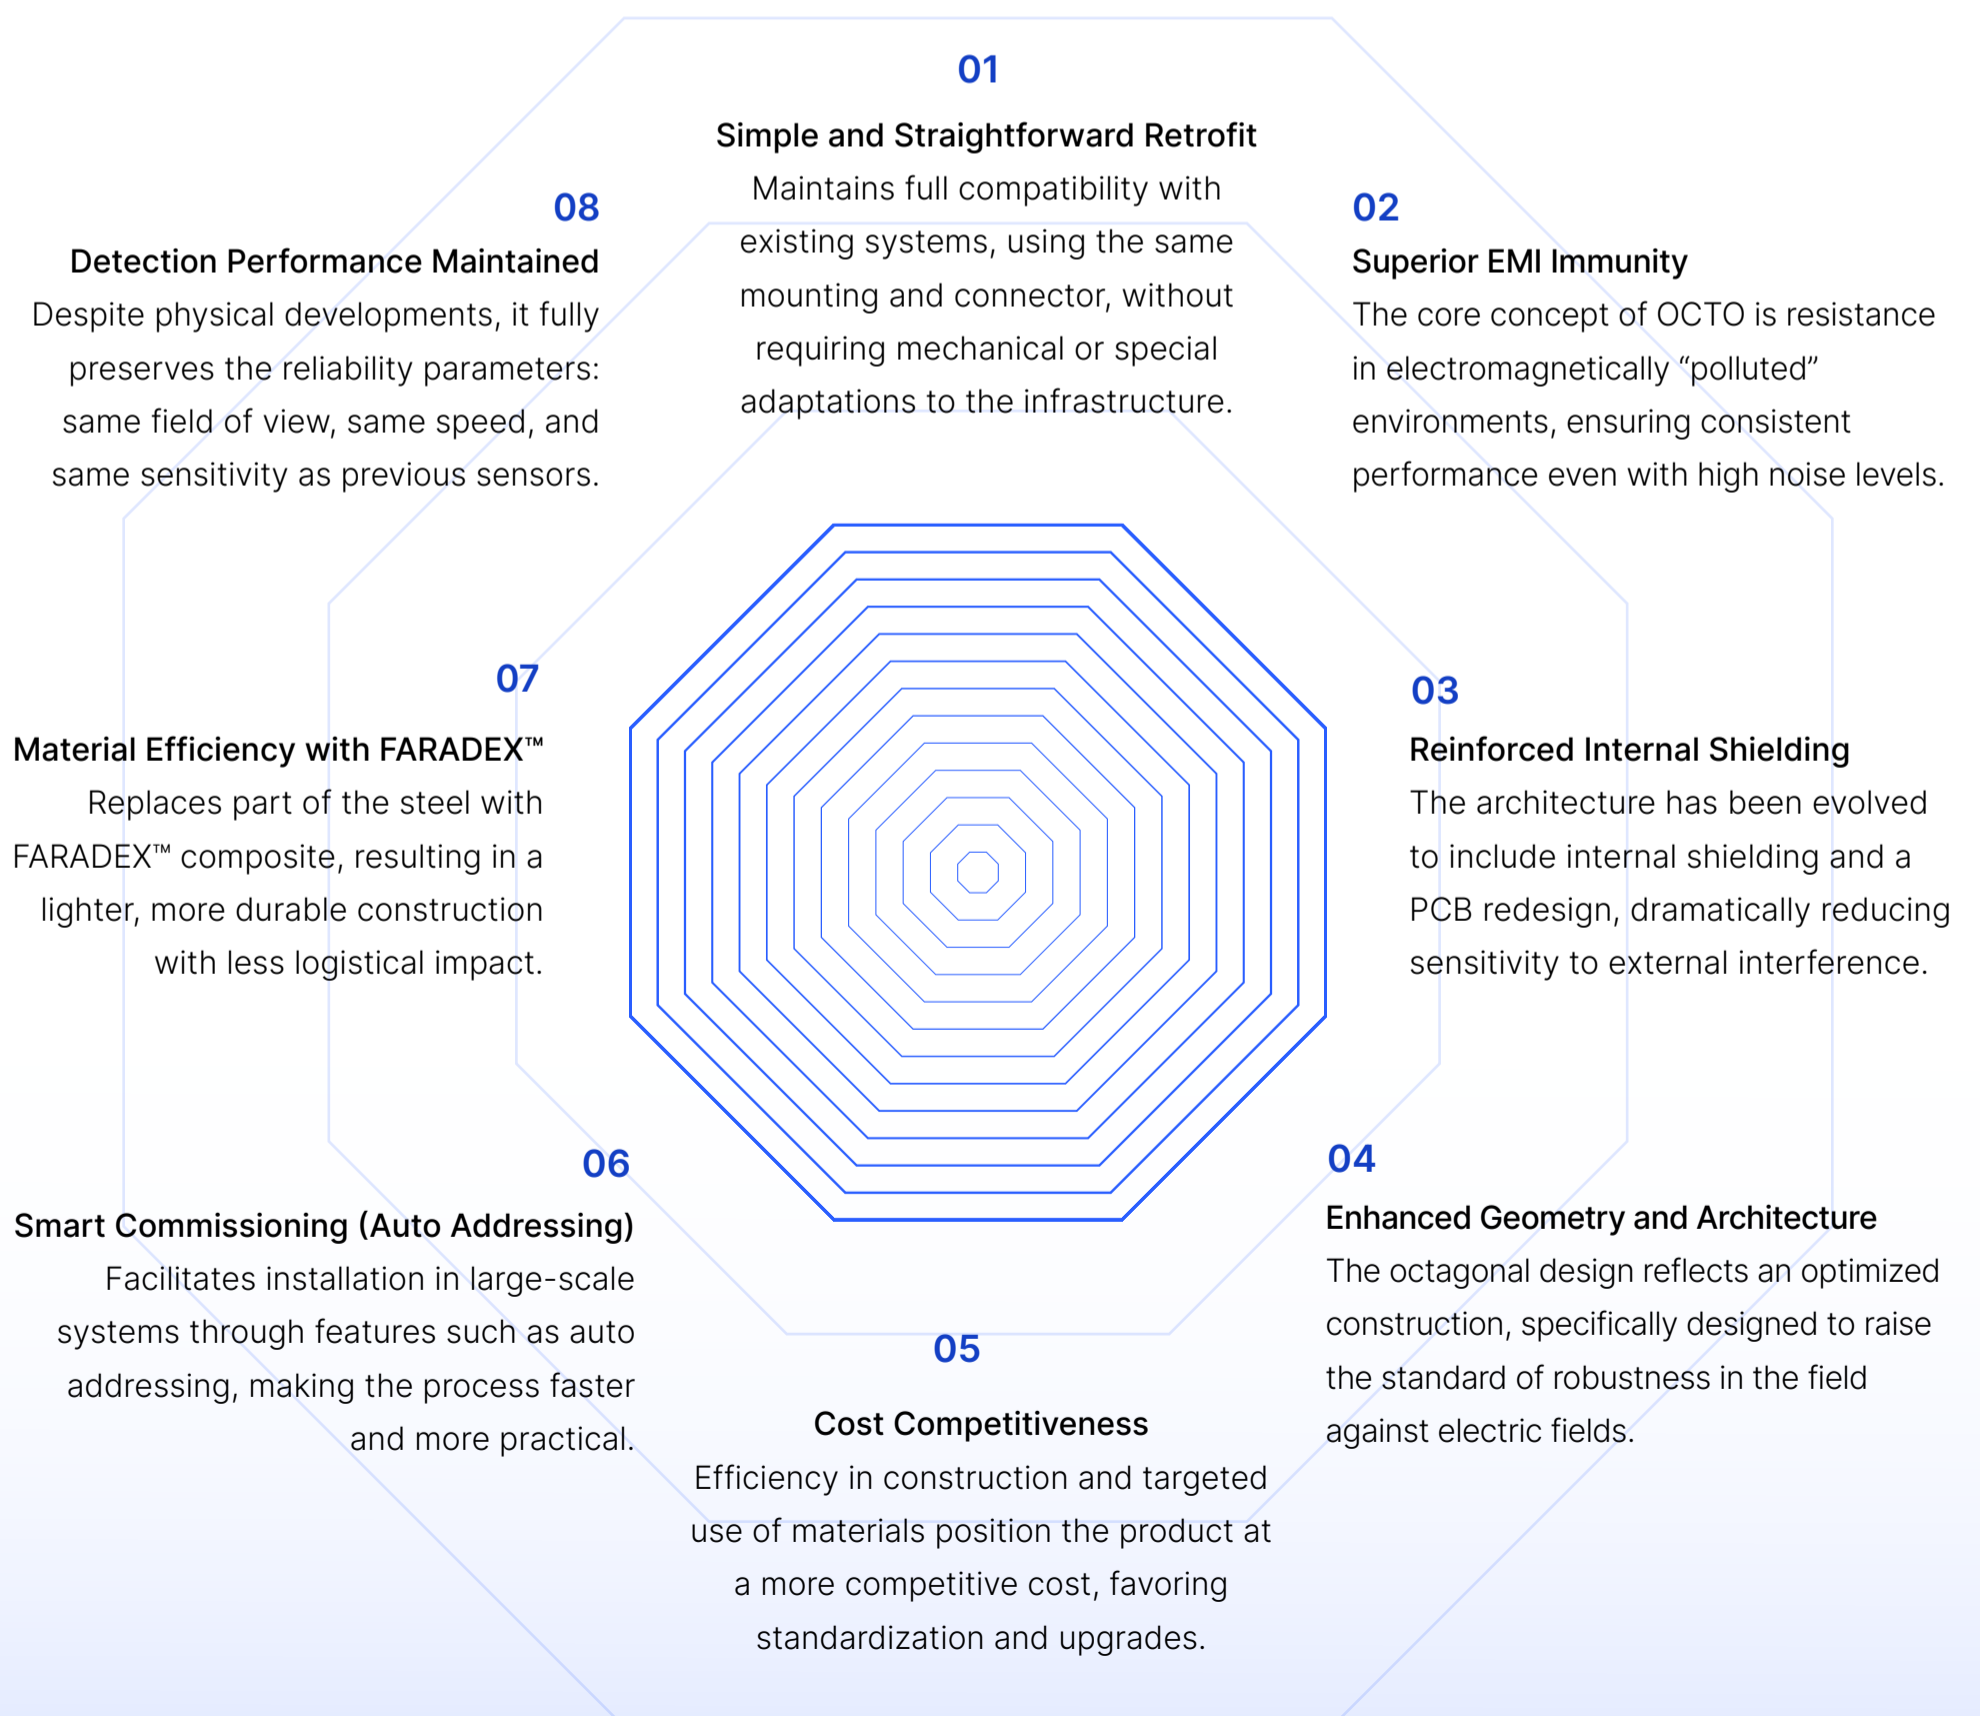 01
Simple and Straightforward Retrofit
Maintains full compatibility with
existing systems, using the same
mounting and connector, without
requiring mechanical or special
adaptations to the infrastructure.
02
Superior EMI Immunity
The core concept of OCTO is resistance
in electromagnetically “polluted”
environments, ensuring consistent
performance even with high noise levels.
03
Reinforced Internal Shielding
The architecture has been evolved
to include internal shielding and a
PCB redesign, dramatically reducing
sensitivity to external interference.
04
Enhanced Geometry and Architecture
The octagonal design reflects an optimized
construction, specifically designed to raise
the standard of robustness in the field
against electric fields.
05
Cost Competitiveness
Efficiency in construction and targeted
use of materials position the product at
a more competitive cost, favoring
standardization and upgrades.
06
Smart Commissioning (Auto Addressing)
Facilitates installation in large-scale
systems through features such as auto
addressing, making the process faster
and more practical.
07
Material Efficiency with FARADEX™
Replaces part of the steel with
FARADEX™ composite, resulting in a
lighter, more durable construction
with less logistical impact.
08
Detection Performance Maintained
Despite physical developments, it fully
preserves the reliability parameters:
same field of view, same speed, and
same sensitivity as previous sensors.